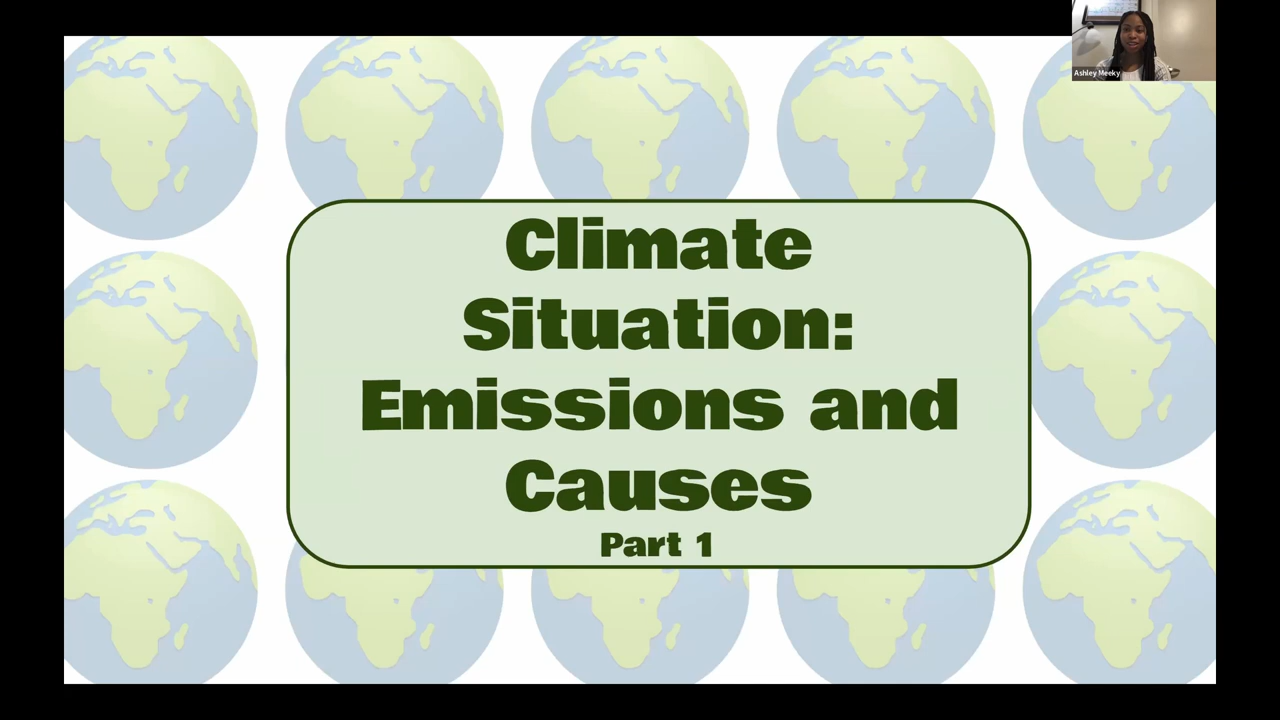 Ashley Meeky
Climate
Situation:
Emissions and
Causes
Part 1